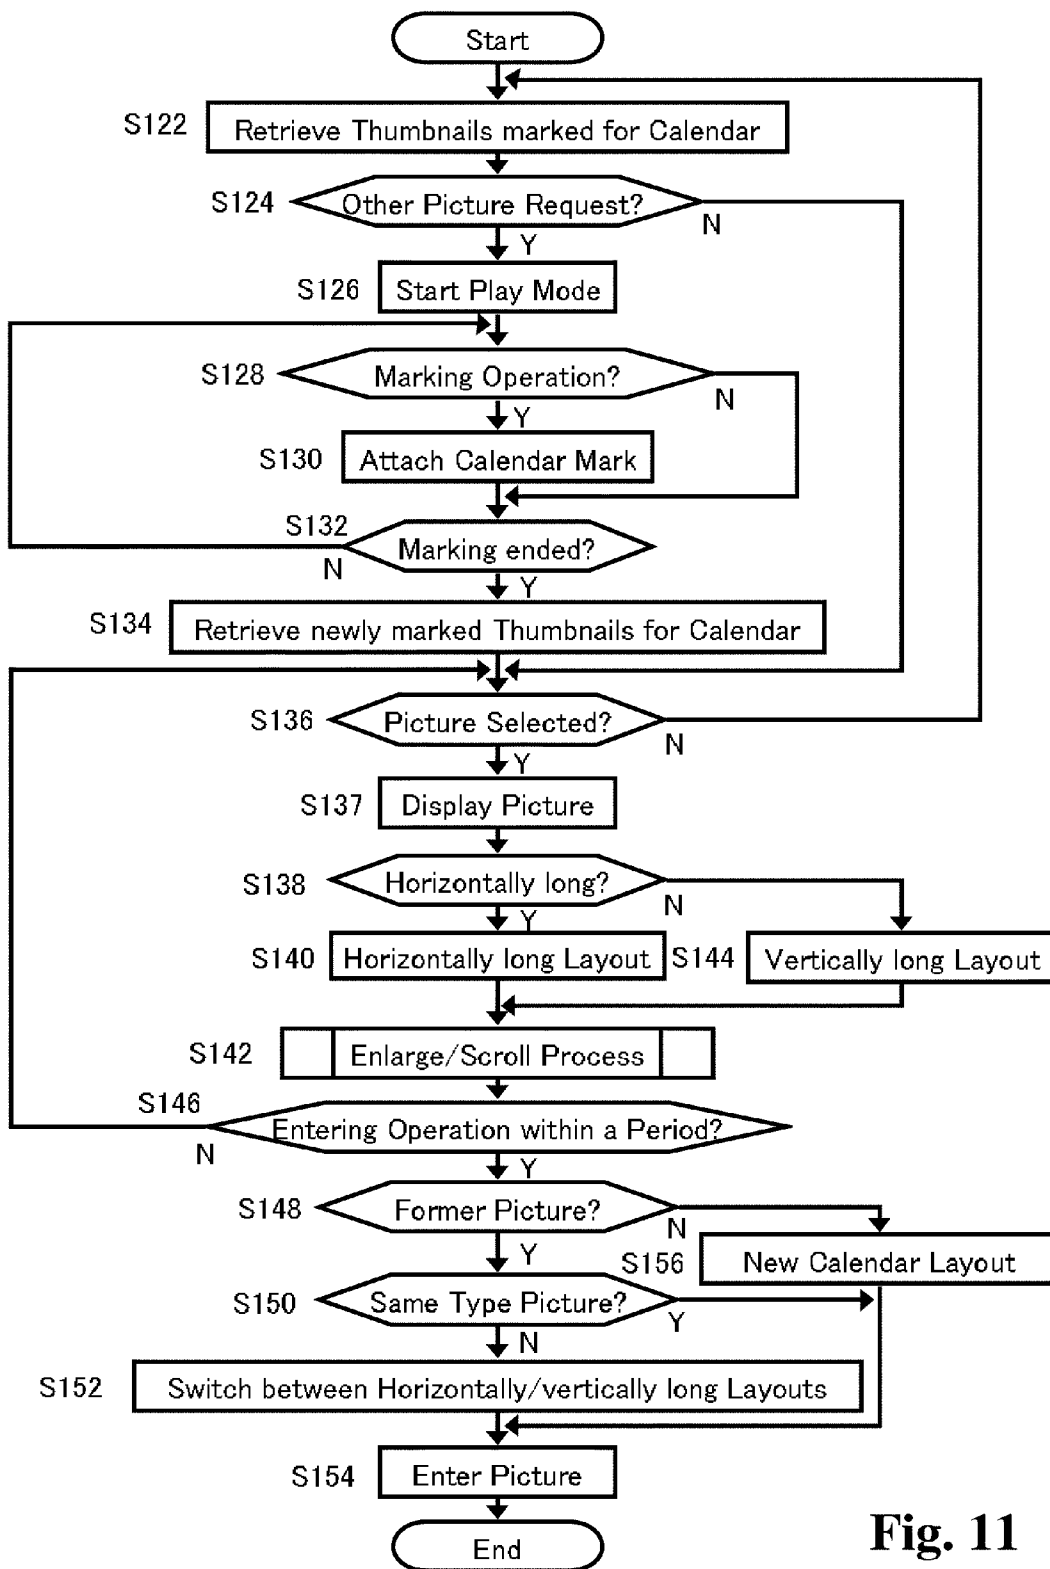 Start
S122 Retrieve Thumbnails marked for Calendar
S124 Other Picture Request? N
Y
S126 Start Play Mode
S128 Marking Operation? N
Y
S130 Attach Calendar Mark
S132 Marking ended?
N Y
S134 Retrieve newly marked Thumbnails for Calendar
S136 Picture Selected? N
Y
S137 Display Picture
S138 Horizontally long? N
Y
S140 Horizontally long Layout S144 Vertically long Layout
S142 Enlarge/Scroll Process
S146 Entering Operation within a Period?
N Y
S148 Former Picture? N
Y S156 New Calendar Layout
S150 Same Type Picture? Y
N
S152 Switch between Horizontally/vertically long Layouts
S154 Enter Picture
End
Fig. 11